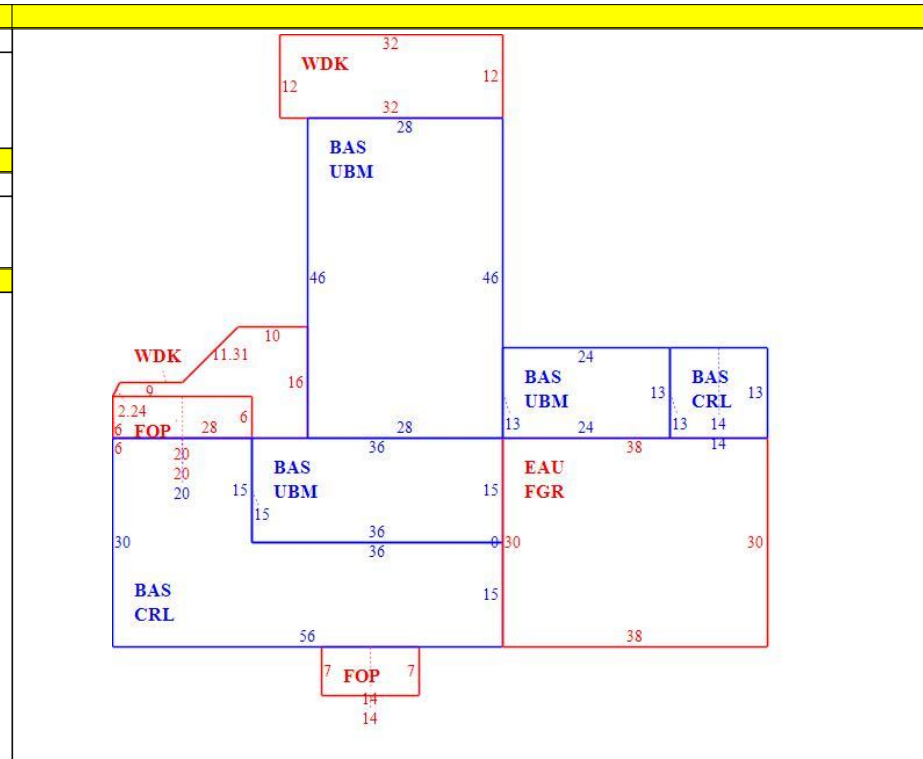 32
WDK
12 12
32
28
BAS
UBM
46 46
10
WDK 11.31 24
9 16 BAS 13 BAS 13
UBM CRL
2.24
6 FOP 28 6 13 24 13 14
6 28 38 14
20 36
20 BAS EAU
20 15 UBM 15 FGR
15
36
30 36 0 30 30
BAS 15
CRL
56 38
7 FOP 7
14
14